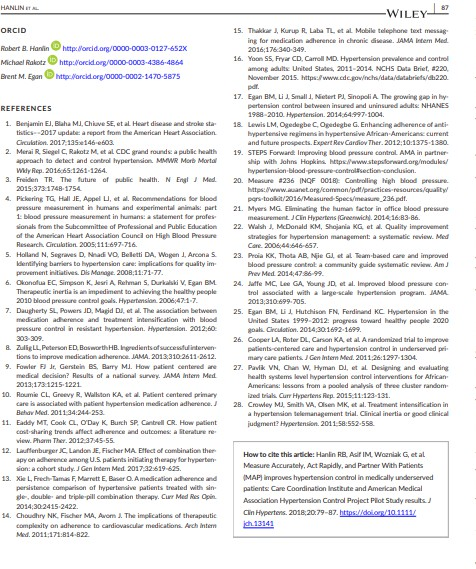 HANLIN ET AL.
WILEY 87
ORCID
Robert B. Hanlin iD http://orcid.org/0000-0003-0127-652X
Michael Rakotz iD http://orcid.org/0000-0003-4386-4864
Brent M. Egan iD http://orcid.org/0000-0002-1470-5875
REFERENCES
1. Benjamin EJ, Blaha MJ, Chiuve SE, et al. Heart disease and stroke sta-
tistics---2017 update: a report from the American Heart Association.
Circulation. 2017;135:e146-e603.
2. Merai R, Siegel C, Rakotz M, et al. CDC grand rounds: a public health
approach to detect and control hypertension. MMWR Morb Mortal
Wkly Rep. 2016;65:1261-1264.
3. Freiden TR. The future of public health. N Engl J Med.
2015;373:1748-1754.
4. Pickering TG, Hall JE, Appel LJ, et al. Recommendations for blood
pressure measurement in humans and experimental animals: part
1: blood pressure measurement in humans: a statement for profes-
sionals from the Subcommittee of Professional and Public Education
of the American Heart Association Council on High Blood Pressure
Research. Circulation. 2005;111:697-716.
5. Holland N, Segraves D, Nnadi VO, Belletti DA, Wogen J, Arcona S.
Identifying barriers to hypertension care: implications for quality im-
provement initiatives. Dis Manage. 2008;11:71-77.
6. Okonofua EC, Simpson K, Jesri A, Rehman S, Durkalski V, Egan BM.
Therapeutic inertia is an impediment to achieving the healthy people
2010 blood pressure control goals. Hypertension. 2006;47:1-7.
7. Daugherty SL, Powers JD, Magid DJ, et al. The association between
medication adherence and treatment intensification with blood
pressure control in resistant hypertension. Hypertension. 2012;60:
303-309.
8. Zullig LL, Peterson ED, Bosworth HB. Ingredients of successful interven-
tions to improve medication adherence. JAMA. 2013;310:2611-2612.
9. Fowler FJ Jr, Gerstein BS, Barry MJ. How patient centered are
medical decision? Results of a national survey. JAMA Intern Med.
2013;173:1215-1221.
10. Roumie CL, Greevy R, Wallston KA, et al. Patient centered primary
care is associated with patient hypertension medication adherence. J
Behav Med. 2011;34:244-253.
11. Eaddy MT, Cook CL, O'Day K, Burch SP, Cantrell CR. How patient
cost-sharing trends affect adherence and outcomes: a literature re-
view. Pharm Ther. 2012;37:45-55.
12. Lauffenburger JC, Landon JE, Fischer MA. Effect of combination ther-
apy on adherence among U.S. patients initiating therapy for hyperten-
sion: a cohort study. J Gen Intern Med. 2017;32:619-625.
13. Xie L, Frech-Tamas F, Marrett E, Baser O. A medication adherence and
persistence comparison of hypertensive patients treated with sin-
gle-, double- and triple-pill combination therapy. Curr Med Res Opin.
2014;30:2415-2422.
14. Choudhry NK, Fischer MA, Avorn J. The implications of therapeutic
complexity on adherence to cardiovascular medications. Arch Intern
Med. 2011;171:814-822.
15. Thakkar J, Kurup R, Laba TL, et al. Mobile telephone text messag-
ing for medication adherence in chronic disease. JAMA Intern Med.
2016;176:340-349.
16. Yoon SS, Fryar CD, Carroll MD. Hypertension prevalence and control
among adults: United States, 2011-2014. NCHS Data Brief, #220,
November 2015. https://www.cdc.gov/nchs/data/databriefs/db220.
pdf.
17. Egan BM, Li J, Small J, Nietert PJ, Sinopoli A. The growing gap in hy-
pertension control between insured and uninsured adults: NHANES
1988-2010. Hypertension. 2014;64:997-1004.
18. Lewis LM, Ogedegbe C, Ogedegbe G. Enhancing adherence of anti-
hypertensive regimens in hypertensive African-Americans: current
and future prospects. Expert Rev Cardiovasc Ther. 2012;10:1375-1380.
19. STEPS Forward: Improving blood pressure control. AMA in partner-
ship with Johns Hopkins. https://www.stepsforward.org/modules/
hypertension-blood-pressure-control#section-conclusion.
20. Measure #236 (NQF 0018): Controlling high blood pressure.
https://www.auanet.org/common/pdf/practices-resources/quality/
pqrs-toolkit/2016/Measured-Specs/measure_236.pdf.
21. Myers MG. Eliminating the human factor in office blood pressure
measurement. J Clin Hypertens (Greenwich). 2014;16:83-86.
22. Walsh J, McDonald KM, Shojania KG, et al. Quality improvement
strategies for hypertension management: a systematic review. Med
Care. 2006;44:646-657.
23. Proia KK, Thota AB, Njie GJ, et al. Team-based care and improved
blood pressure control: a community guide systematic review. Am J
Prev Med. 2014;47:86-99.
24. Jaffe MC, Lee GA, Young JD, et al. Improved blood pressure con-
trol associated with a large-scale hypertension program. JAMA.
2013;310:699-705.
25. Egan BM, Li J, Hutchison FN, Ferdinand KC. Hypertension in the
United States 1999-2012: progress toward healthy people 2020
goals. Circulation. 2014;130:1692-1699.
26. Cooper LA, Roter DL, Carson KA, et al. A randomized trial to improve
patients-centered care and hypertension control in underserved pri-
mary care patients. J Gen Intern Med. 2011;26:1297-1304.
27. Pavlik VN, Chan W, Hyman DJ, et al. Designing and evaluating
health systems level hypertension control interventions for African-
Americans: lessons from a pooled analysis of three cluster random-
ized trials. Curr Hypertens Rep. 2015;11:123-131.
28. Crowley MJ, Smith VA, Olsen MK, et al. Treatment intensification in
a hypertension telemanagement trial. Clinical inertia or good clinical
judgment? Hypertension. 2011;58:552-558.
How to cite this article: Hanlin RB, Asif IM, Wozniak G, et al.
Measure Accurately, Act Rapidly, and Partner With Patients
(MAP) improves hypertension control in medically underserved
patients: Care Coordination Institute and American Medical
Association Hypertension Control Project Pilot Study results. J
Clin Hypertens. 2018;20:79-87. https://doi.org/10.1111/
jch.13141